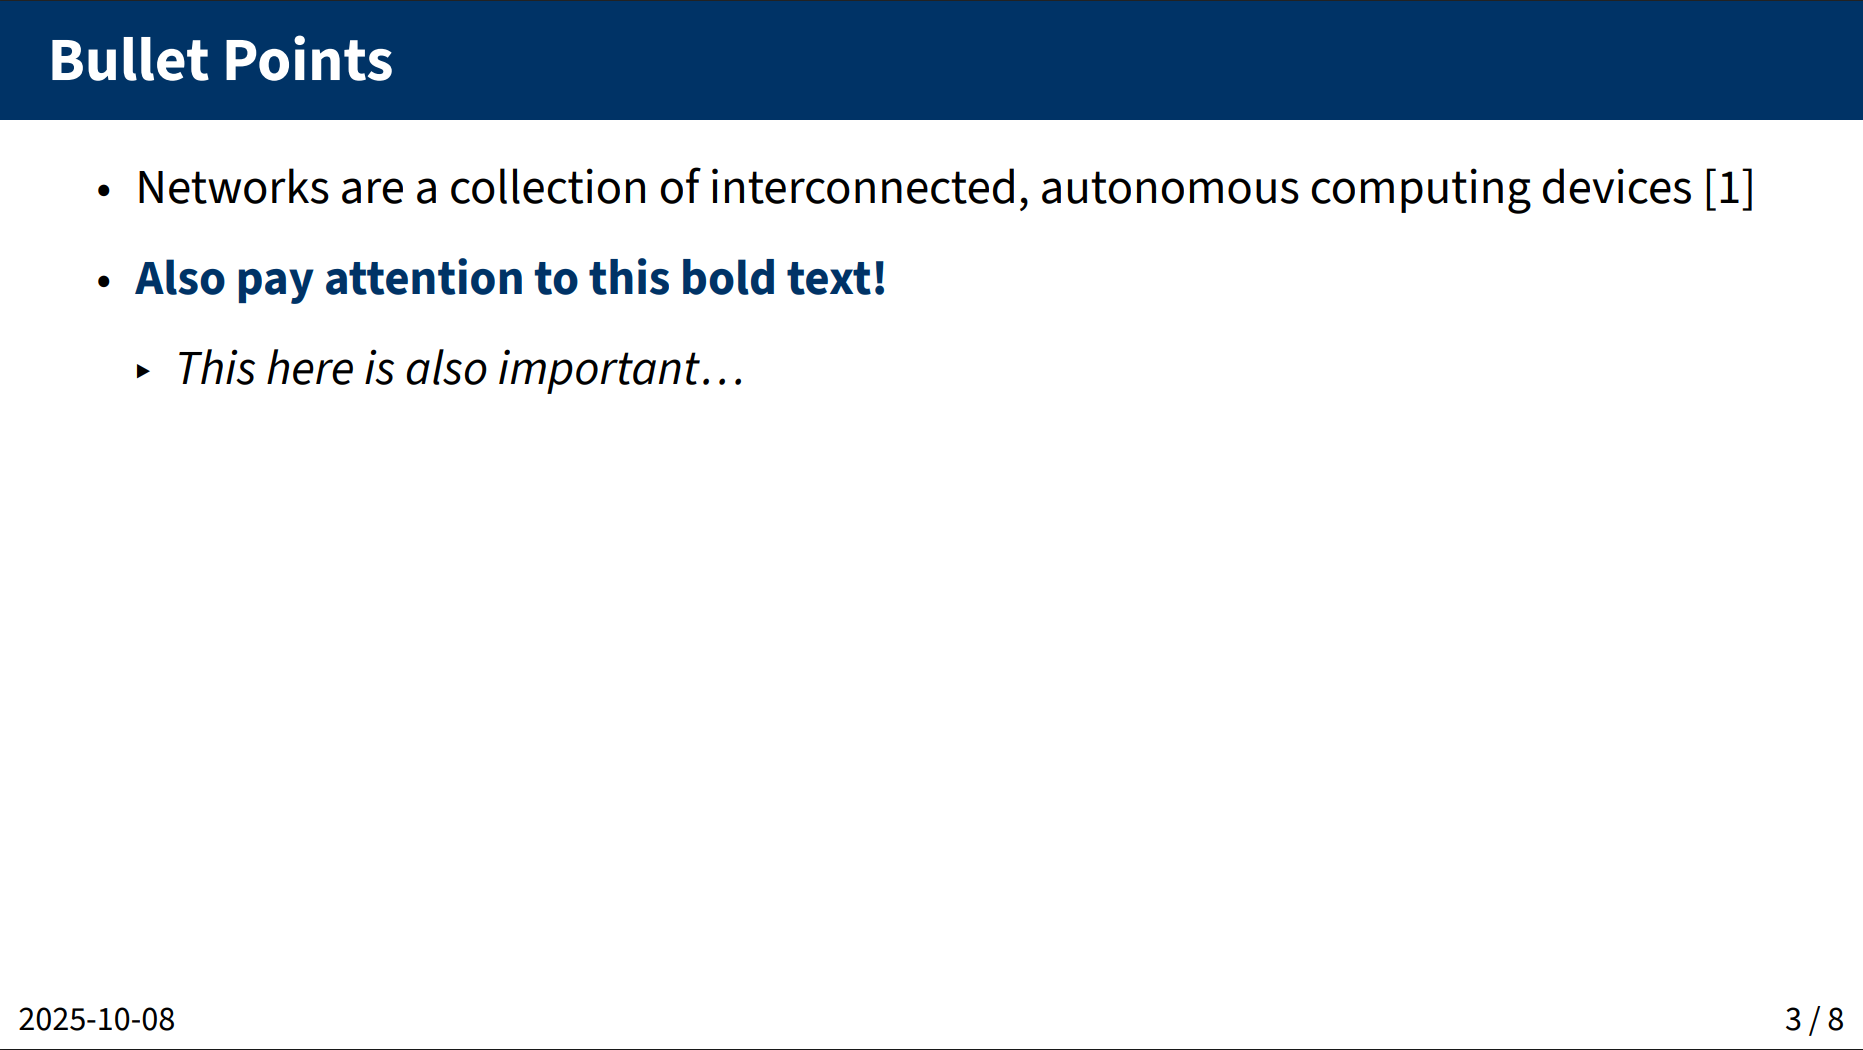 Bullet Points
• Networks are a collection of interconnected, autonomous computing devices [1]
• Also pay attention to this bold text!
‣ This here is also important…
2025-10-08
3 / 8